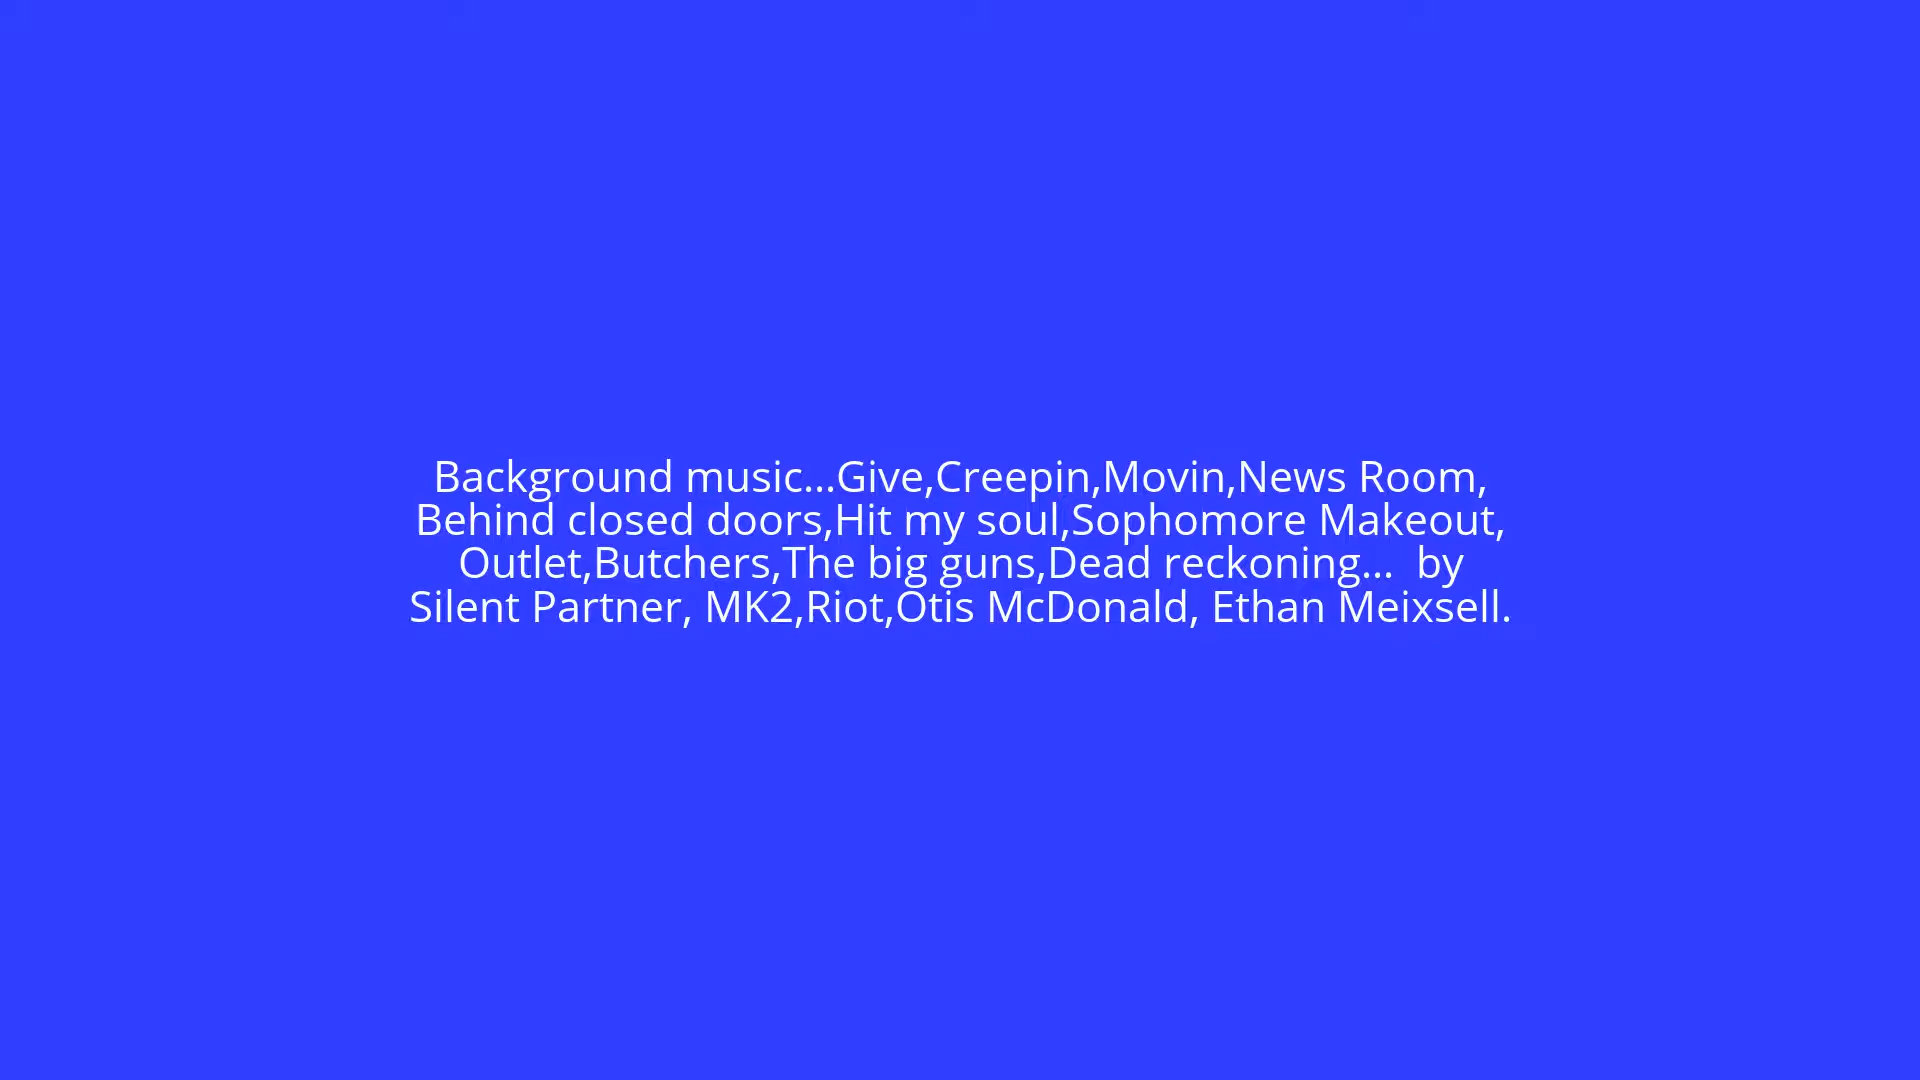 Background music...Give,Creepin,Movin,News Room,
Behind closed doors,Hit my soul,Sophomore Makeout,
Outlet,Butchers,The big guns,Dead reckoning...  by
Silent Partner, MK2,Riot,Otis McDonald, Ethan Meixsell.